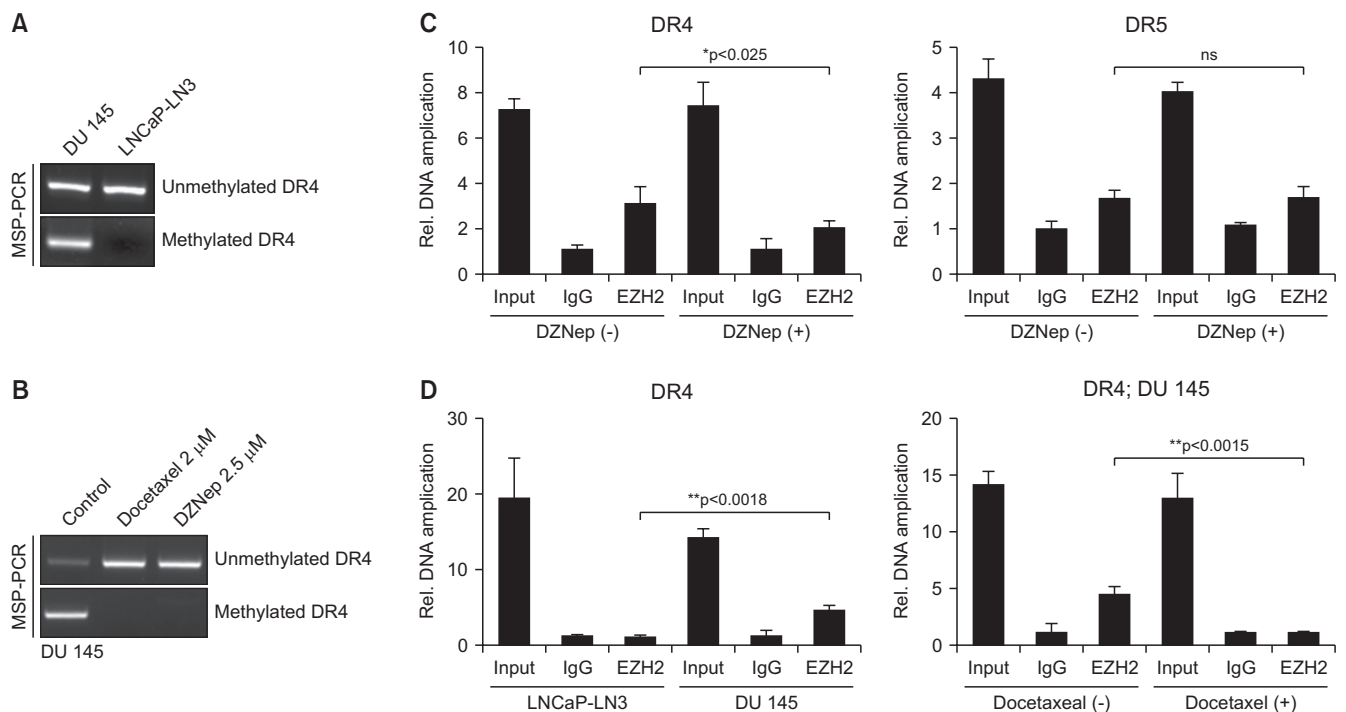 A
DU 145
LNCaP-LN3
MSP-PCR
Unmethylated DR4
Methylated DR4
C
DR4
Rel. DNA amplication
10
8
6
4
2
0
*p<0.025
Input IgG EZH2 Input IgG EZH2
DZNep (-) DZNep (+)
DR5
Rel. DNA amplication
5
4
3
2
1
0
ns
Input IgG EZH2 Input IgG EZH2
DZNep (-) DZNep (+)
B
Control
Docetaxel 2 μM
DZNep 2.5 μM
MSP-PCR
Unmethylated DR4
Methylated DR4
DU 145
D
DR4
Rel. DNA amplication
30
20
10
0
**p<0.0018
Input IgG EZH2 Input IgG EZH2
LNCaP-LN3 DU 145
DR4; DU 145
Rel. DNA amplication
20
15
10
5
0
**p<0.0015
Input IgG EZH2 Input IgG EZH2
Docetaxeal (-) Docetaxel (+)